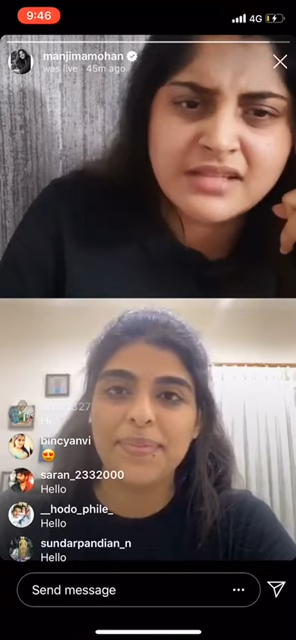 9:46
4G
manjimamohan
was live · 45m ago
bincyanvi
😍
saran_2332000
Hello
__hodo_phile_
Hello
sundarpandian_n
Hello
Send message